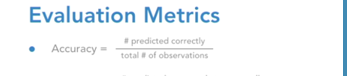 Evaluation Metrics
• Accuracy = # predicted correctly
total # of observations